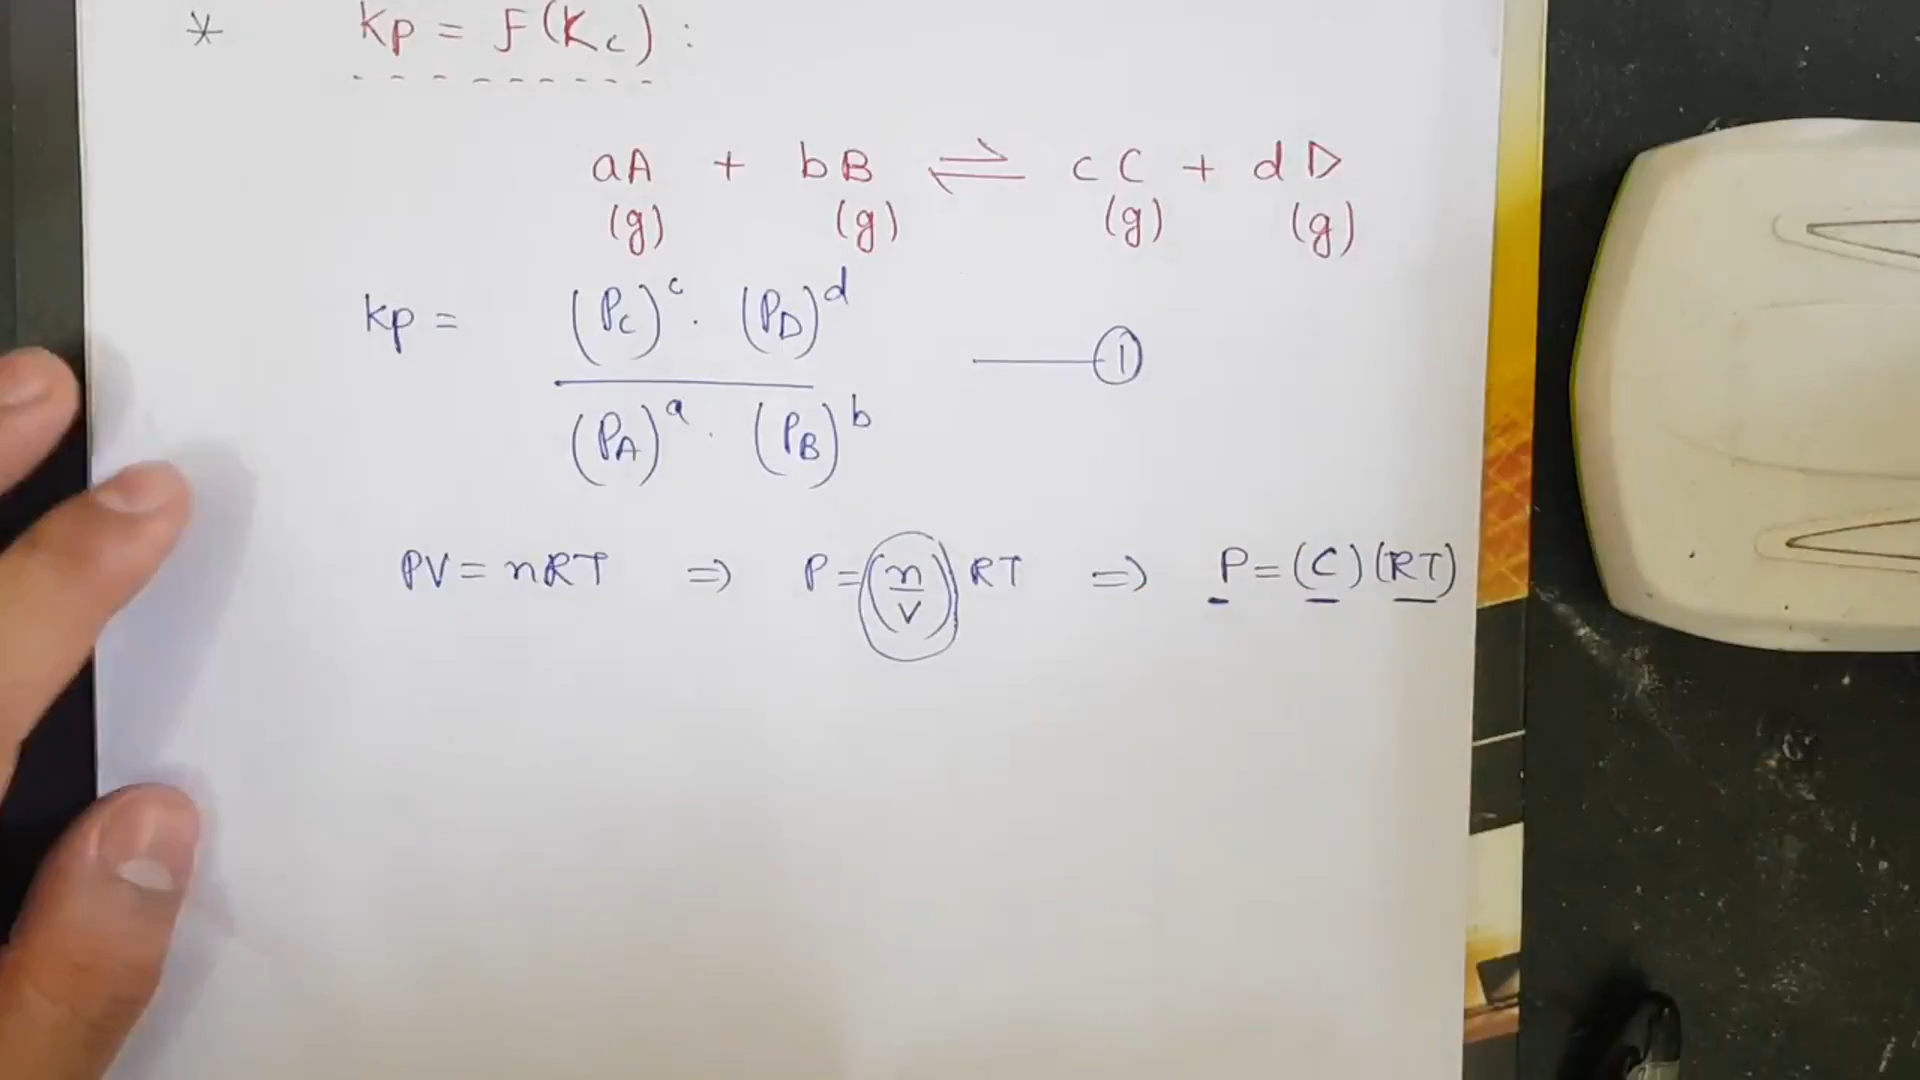 * Kp = F(Kc) :
aA + bB ⇌ cC + dD
(g) (g) (g) (g)
Kp = (PC)^c . (PD)^d / (PA)^a . (PB)^b —— ①
PV = nRT ⇒ P = (n/V) RT ⇒ P = (C) (RT)